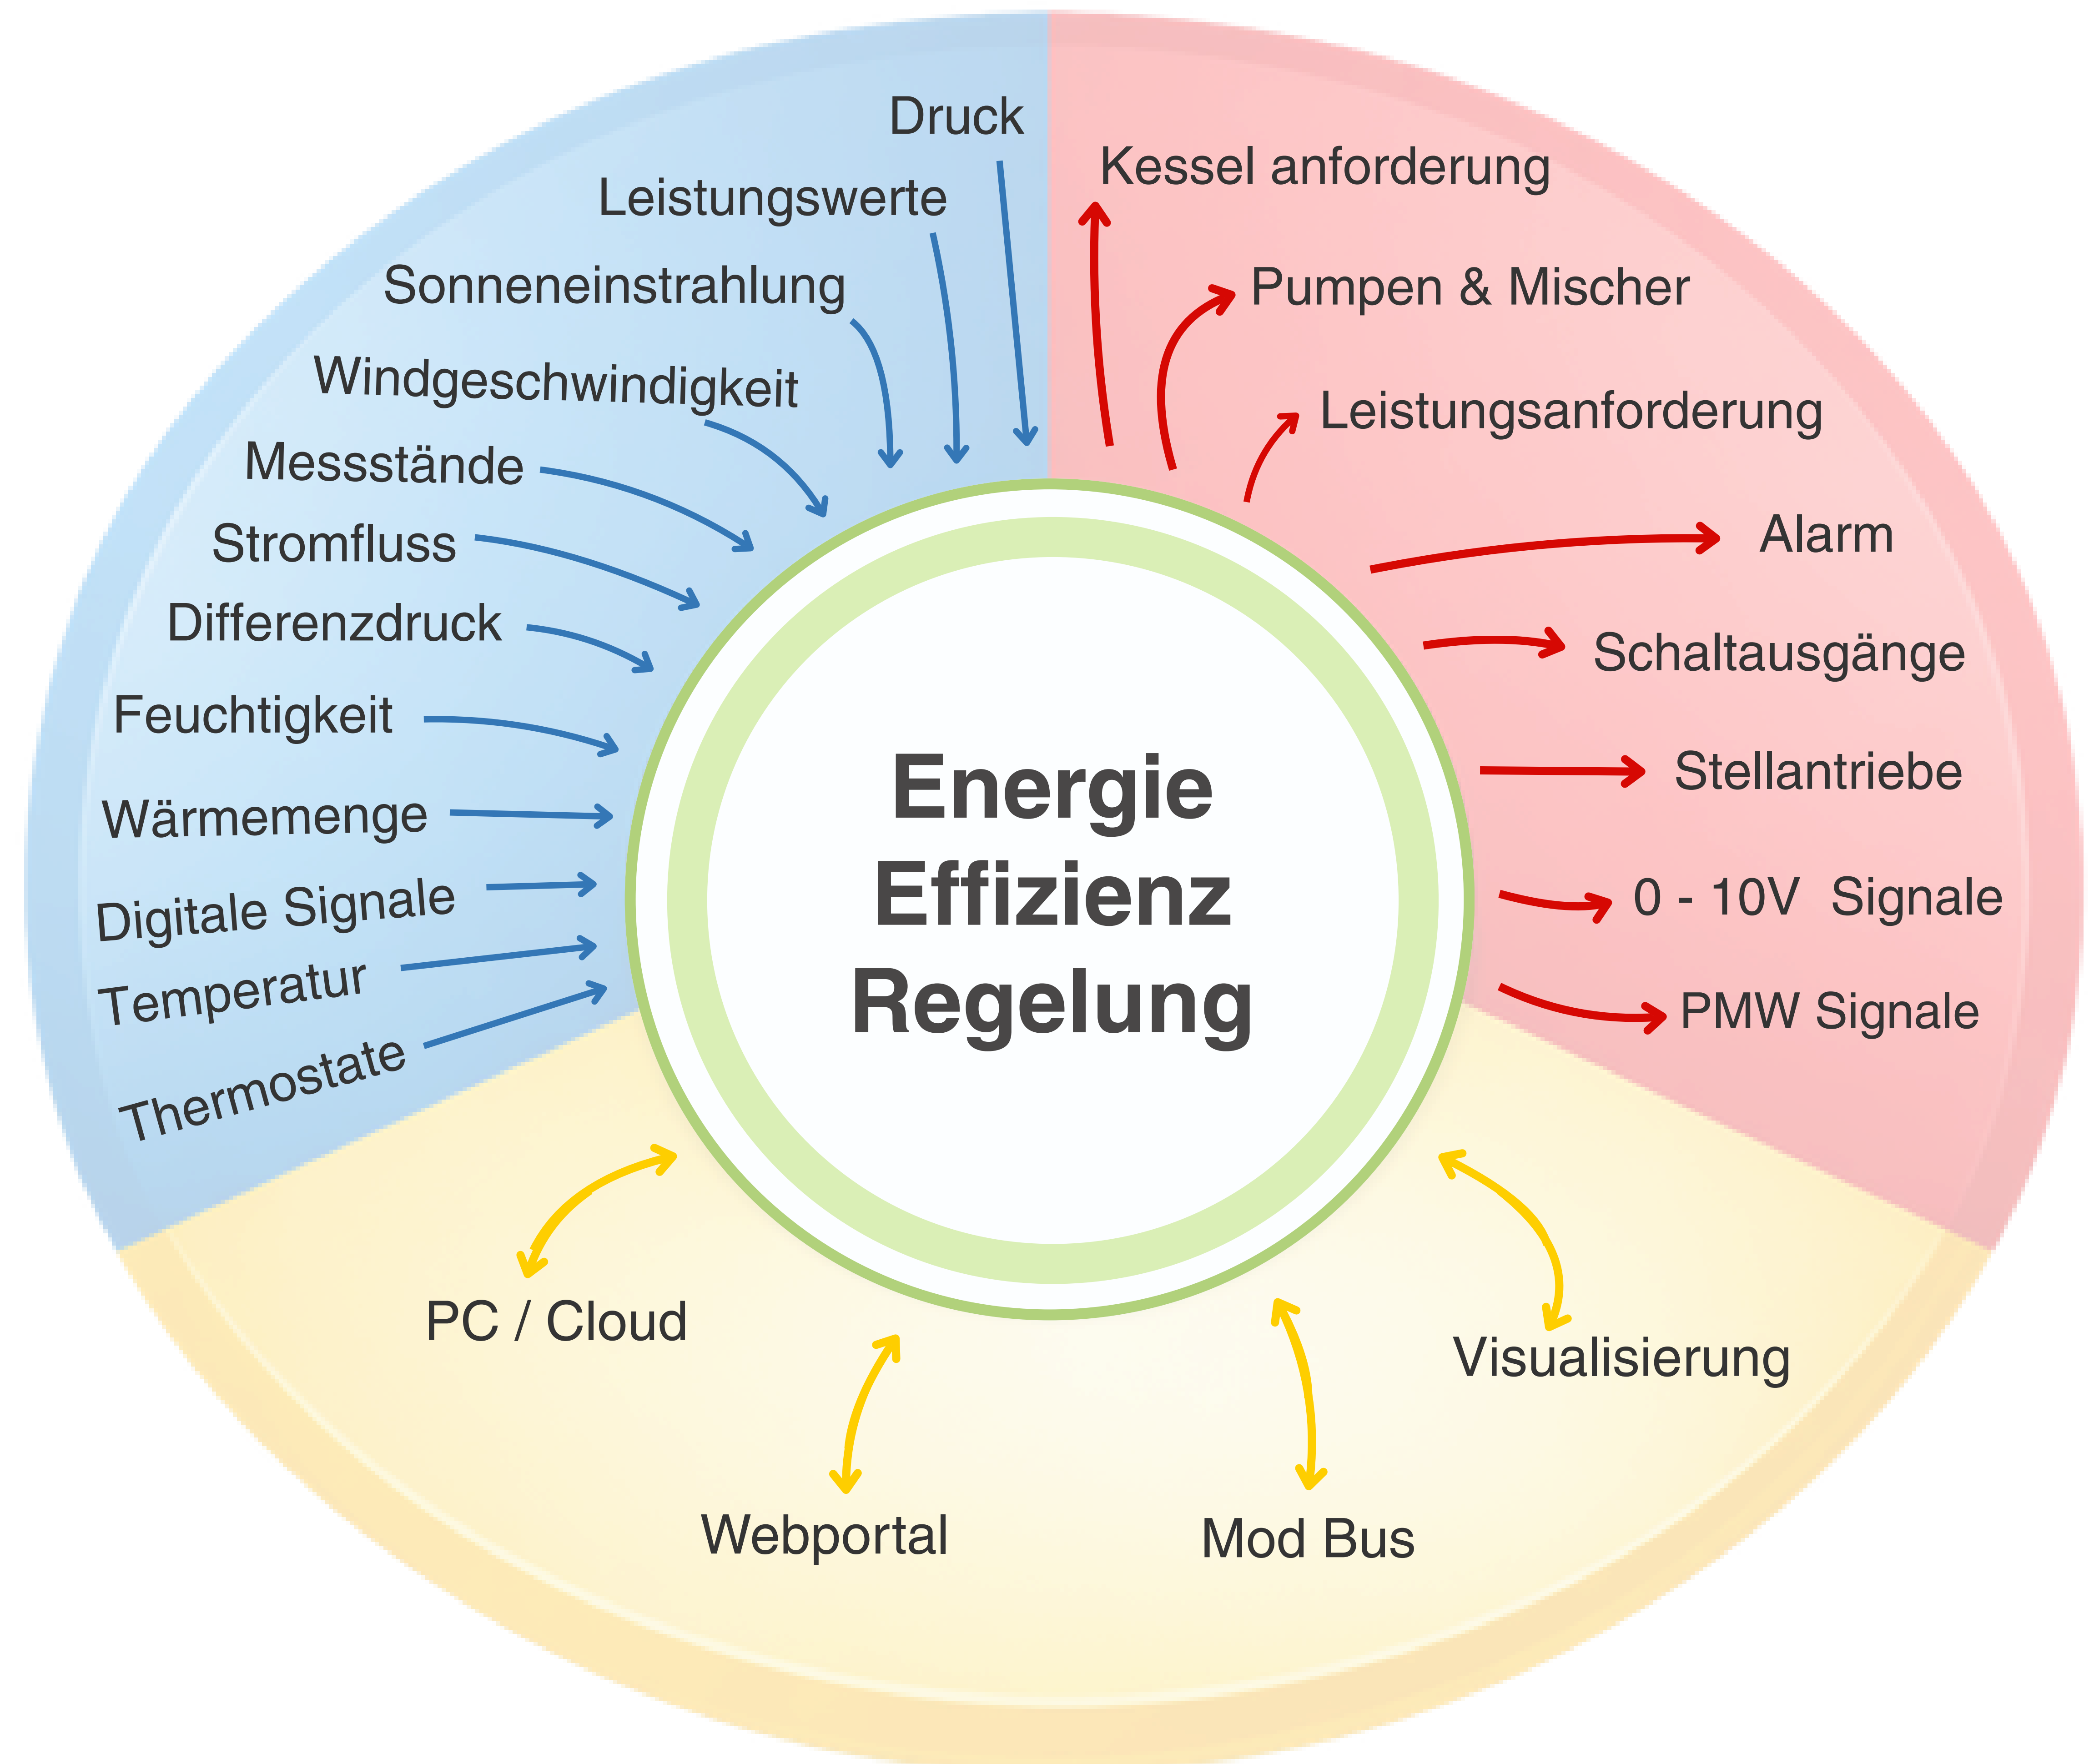 Druck
Leistungswerte
Sonneneinstrahlung
Windgeschwindigkeit
Messstände
Stromfluss
Differenzdruck
Feuchtigkeit
Wärmemenge
Digitale Signale
Temperatur
Thermostate
Kessel anforderung
Pumpen & Mischer
Leistungsanforderung
Alarm
Schaltausgänge
Stellantriebe
0 - 10V Signale
PMW Signale
Energie
Effizienz
Regelung
PC / Cloud
Webportal
Mod Bus
Visualisierung